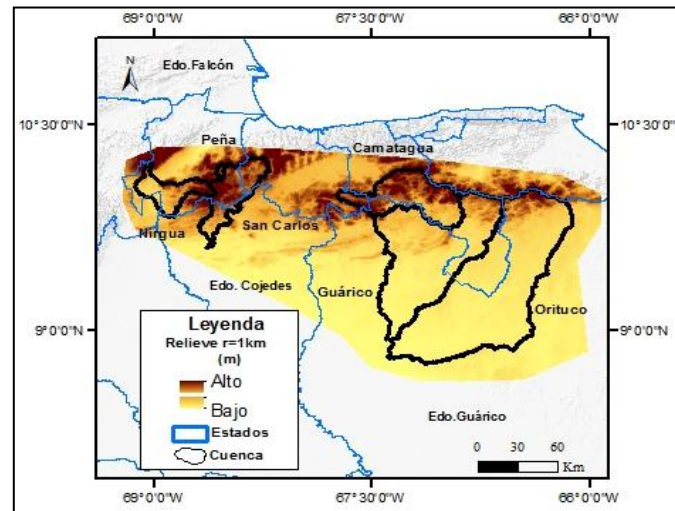 69°0'0"W 67°30'0"W 66°0'0"W
N
Edo.Falcón
10°30'0"N 10°30'0"N
Peña Camatagua
Nirgua San Carlos
Edo. Cojedes Guárico Orituco
9°0'0"N 9°0'0"N
Leyenda
Relieve r=1km
(m)
Alto
Bajo
Estados
Cuenca
Edo.Guárico
0 30 60
Km
69°0'0"W 67°30'0"W 66°0'0"W